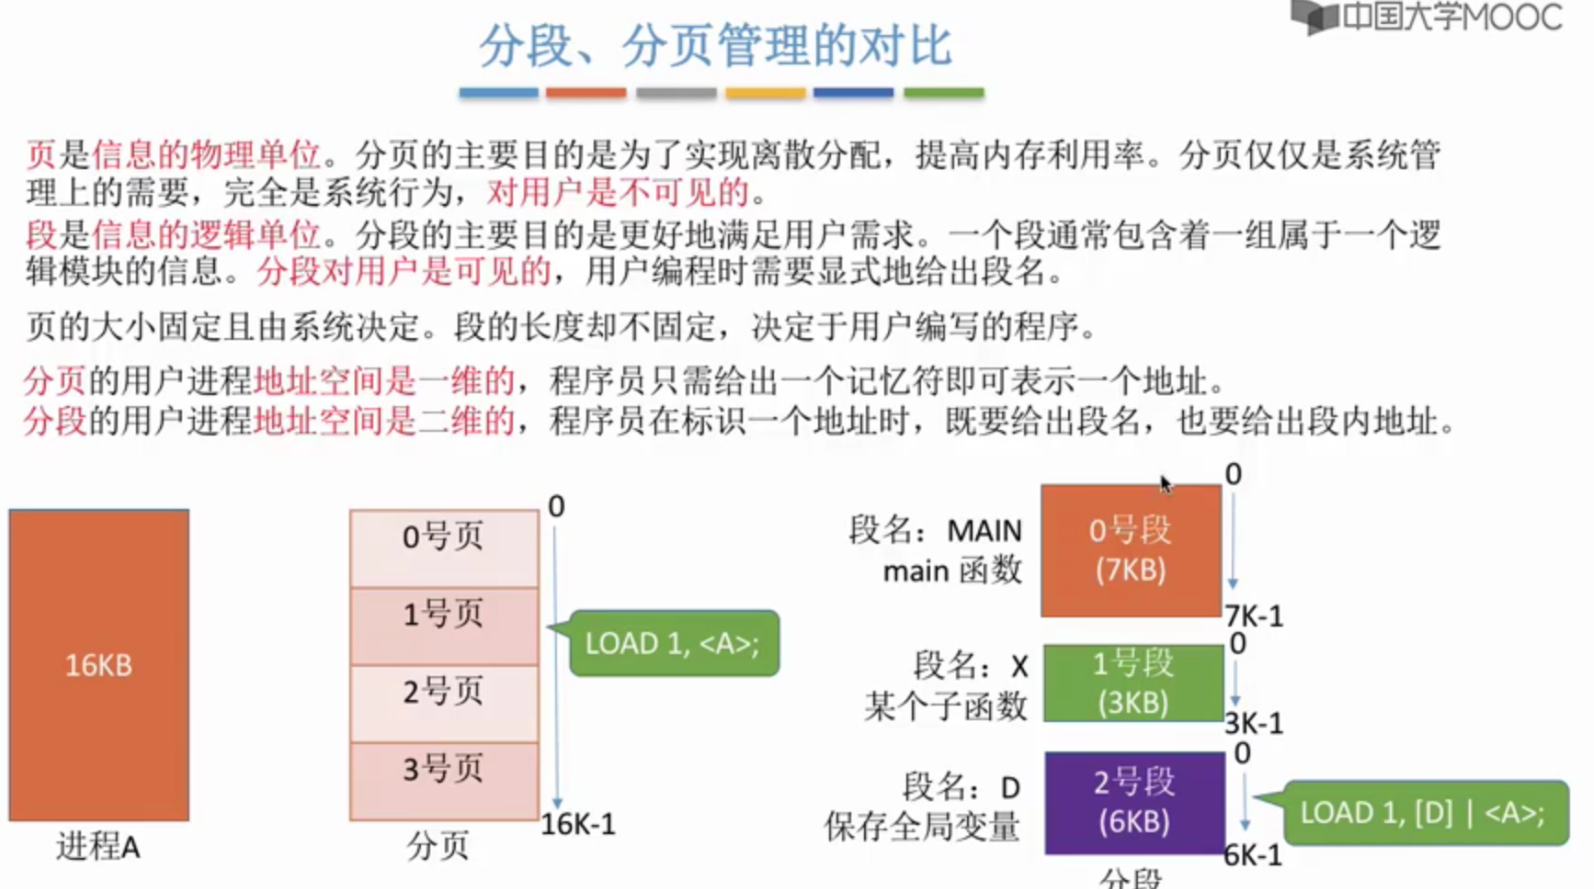 中国大学MOOC
分段、分页管理的对比
页是信息的物理单位。分页的主要目的是为了实现离散分配，提高内存利用率。分页仅仅是系统管
理上的需要，完全是系统行为，对用户是不可见的。
段是信息的逻辑单位。分段的主要目的是更好地满足用户需求。一个段通常包含着一组属于一个逻
辑模块的信息。分段对用户是可见的，用户编程时需要显式地给出段名。
页的大小固定且由系统决定。段的长度却不固定，决定于用户编写的程序。
分页的用户进程地址空间是一维的，程序员只需给出一个记忆符即可表示一个地址。
分段的用户进程地址空间是二维的，程序员在标识一个地址时，既要给出段名，也要给出段内地址。
16KB
进程A
0号页
1号页
2号页
3号页
分页
0
16K-1
LOAD 1, <A>;
段名：MAIN
main 函数
0号段
(7KB)
0
7K-1
段名：X
某个子函数
1号段
(3KB)
0
3K-1
段名：D
保存全局变量
2号段
(6KB)
0
6K-1
LOAD 1, [D] | <A>;
分段